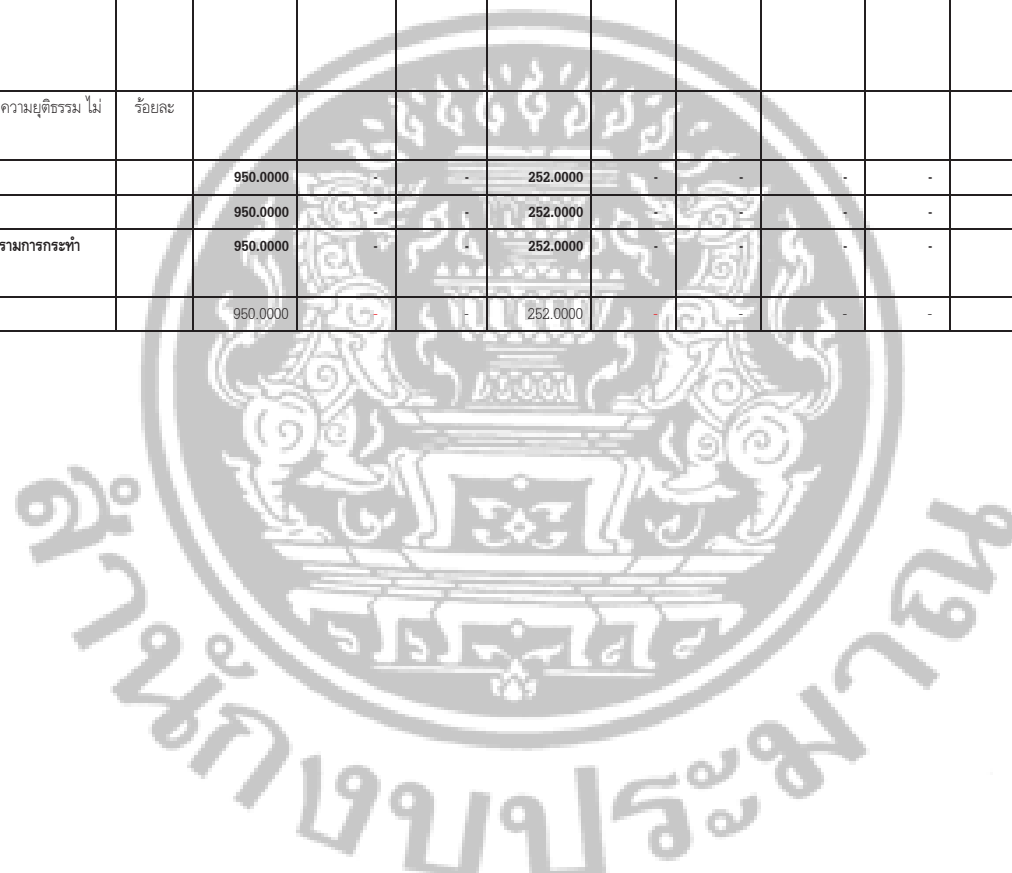 ความยุติธรรม ไม่ ร้อยละ
950.0000 - - 252.0000 - - - -
950.0000 - - 252.0000 - - - -
รามการกระทำ 950.0000 - - 252.0000 - - - -
950.0000 - - 252.0000 - - - -
สำนักงบประมาณ